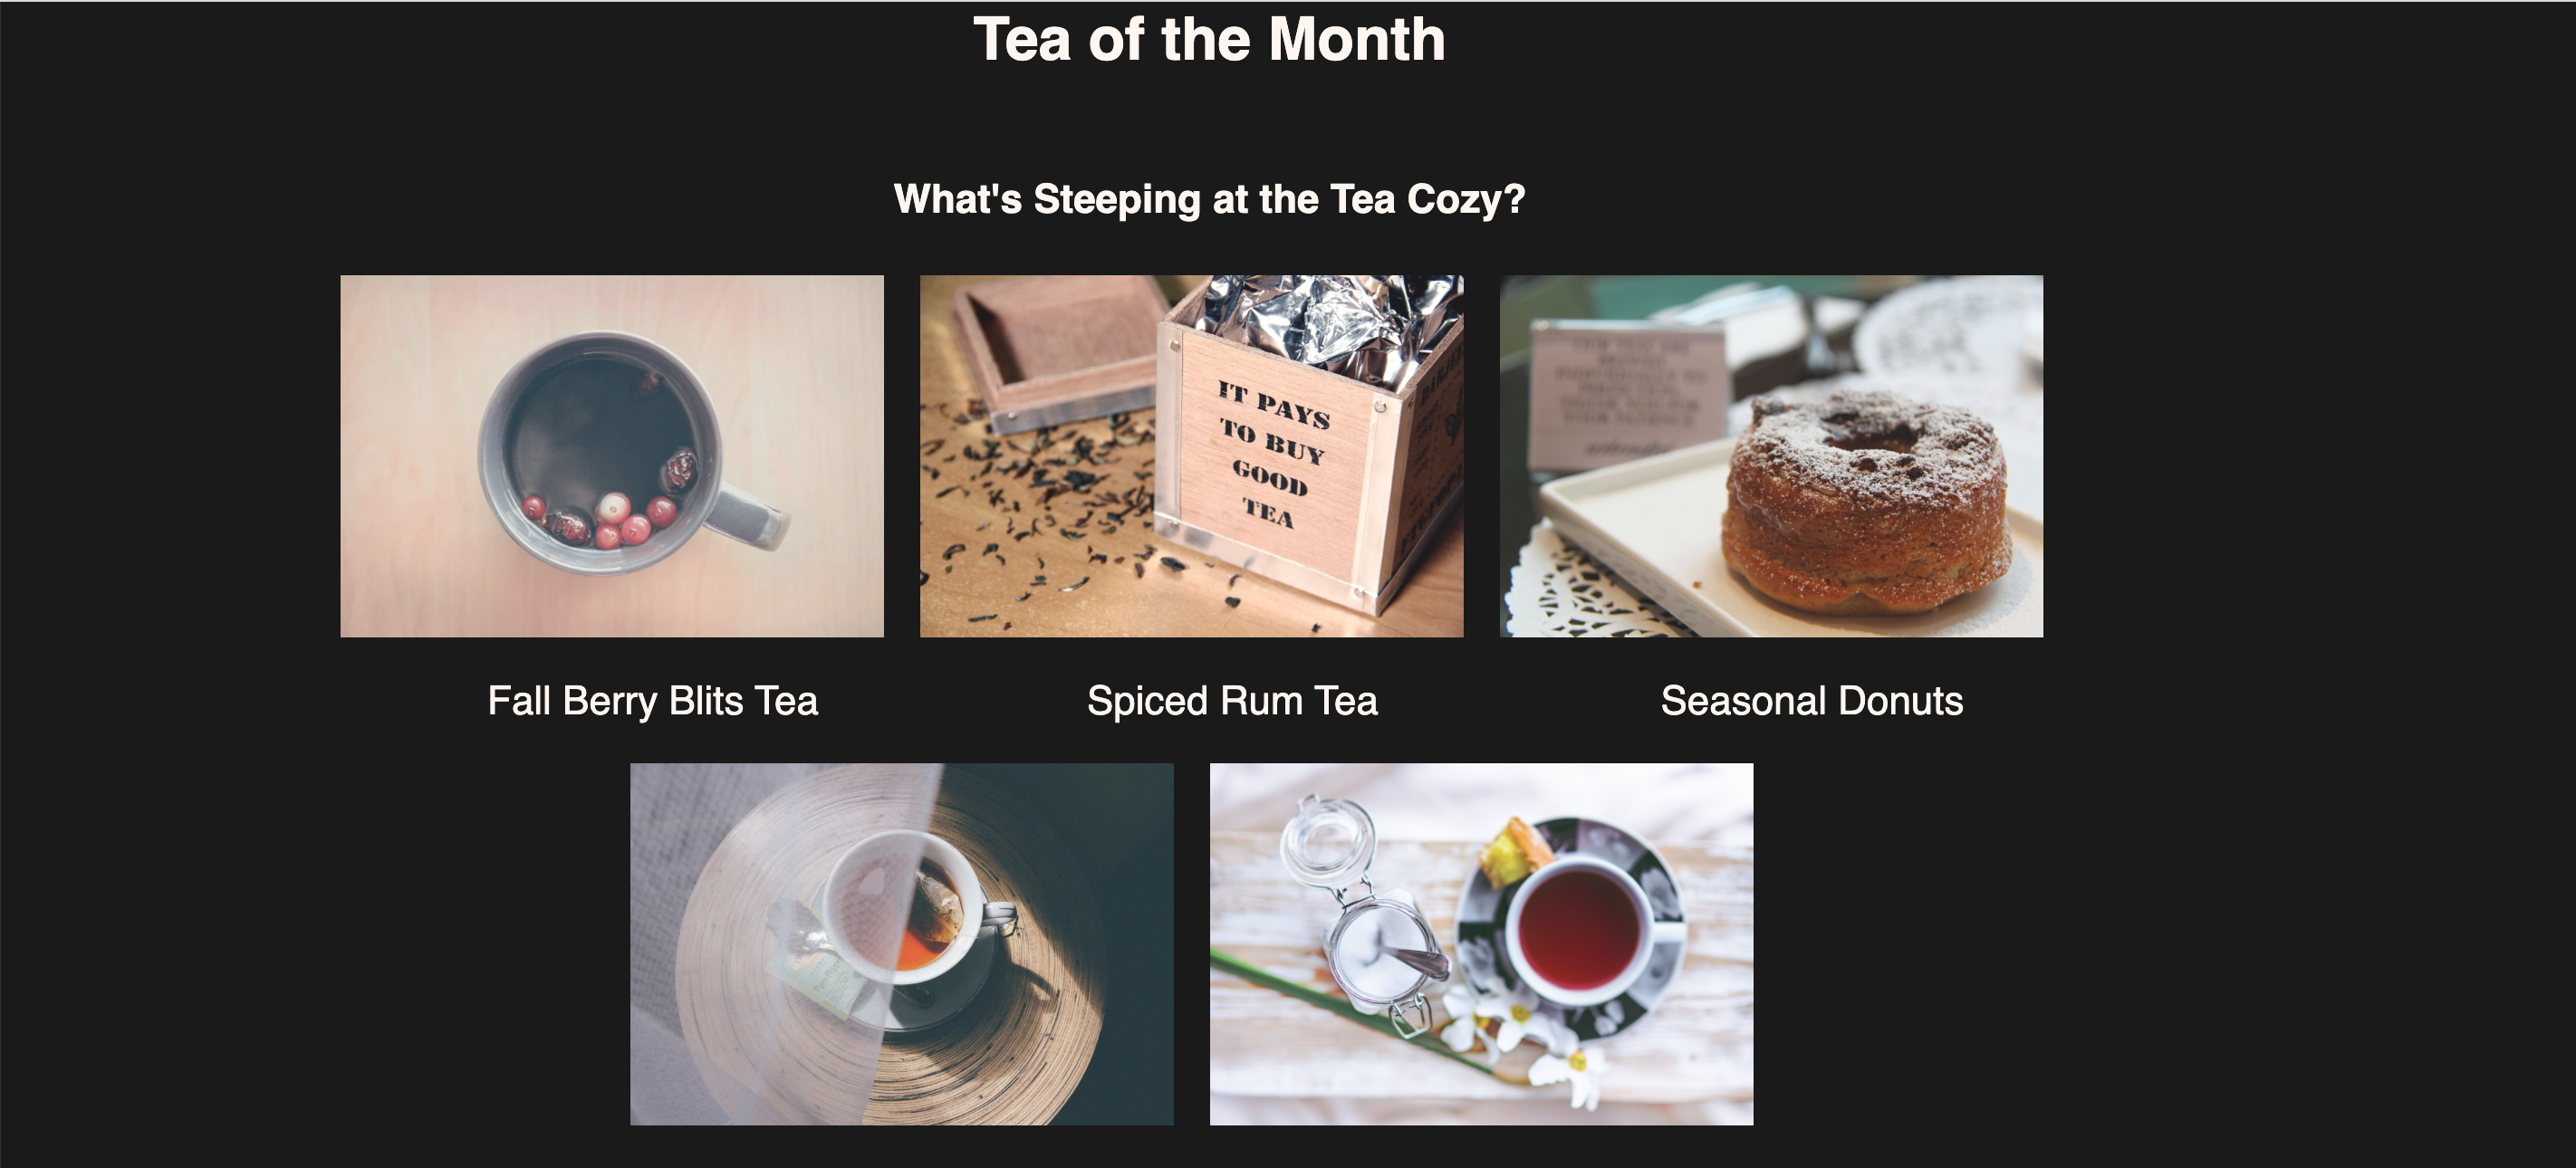 Tea of the Month
What's Steeping at the Tea Cozy?
IT PAYS
TO BUY
GOOD
TEA
Fall Berry Blits Tea
Spiced Rum Tea
Seasonal Donuts